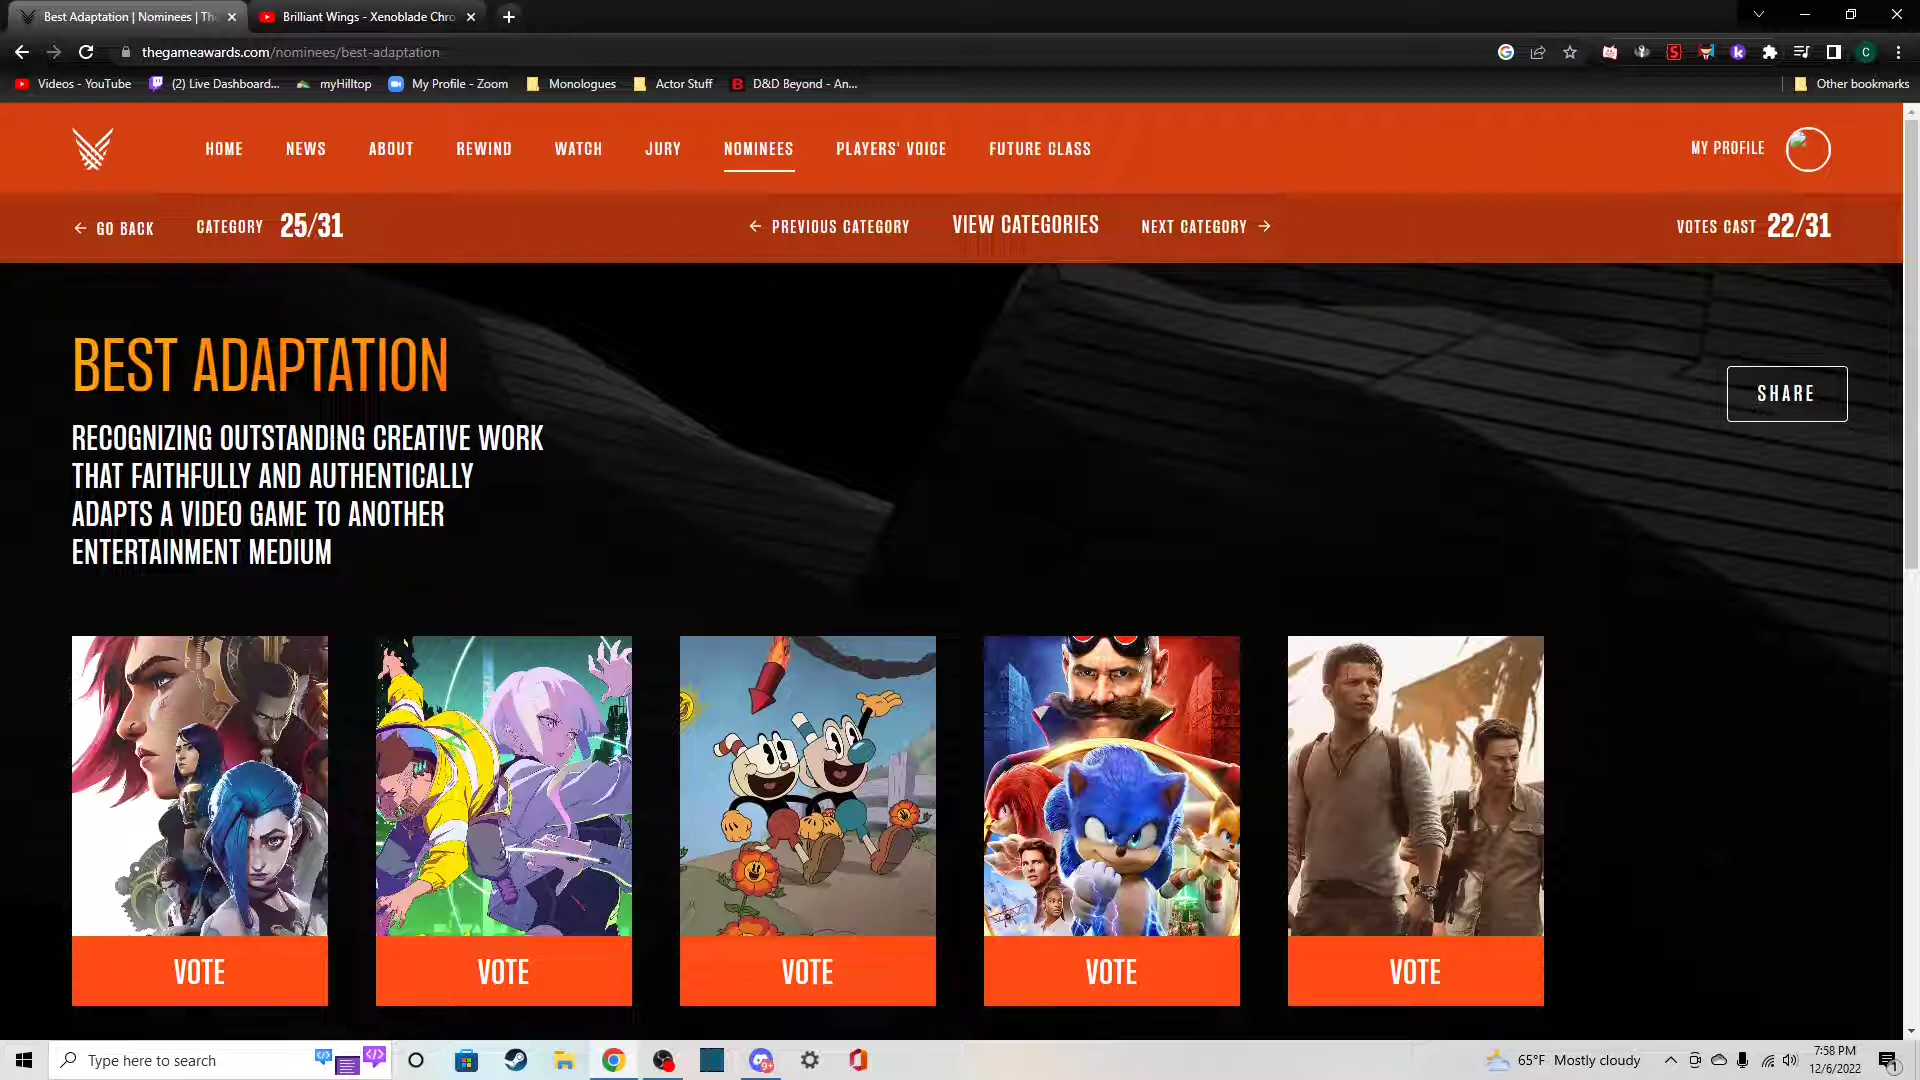 Best Adaptation | Nominees | Th
Brilliant Wings - Xenoblade Chro
thegameawards.com/nominees/best-adaptation
Videos - YouTube
(2) Live Dashboard...
myHilltop
My Profile - Zoom
Monologues
Actor Stuff
D&D Beyond - An...
Other bookmarks
HOME
NEWS
ABOUT
REWIND
WATCH
JURY
NOMINEES
PLAYERS' VOICE
FUTURE CLASS
MY PROFILE
GO BACK
CATEGORY 25/31
PREVIOUS CATEGORY
VIEW CATEGORIES
NEXT CATEGORY
VOTES CAST 22/31
BEST ADAPTATION
SHARE
RECOGNIZING OUTSTANDING CREATIVE WORK
THAT FAITHFULLY AND AUTHENTICALLY
ADAPTS A VIDEO GAME TO ANOTHER
ENTERTAINMENT MEDIUM
VOTE
VOTE
VOTE
VOTE
VOTE
Type here to search
9+
65°F Mostly cloudy
7:58 PM
12/6/2022
1